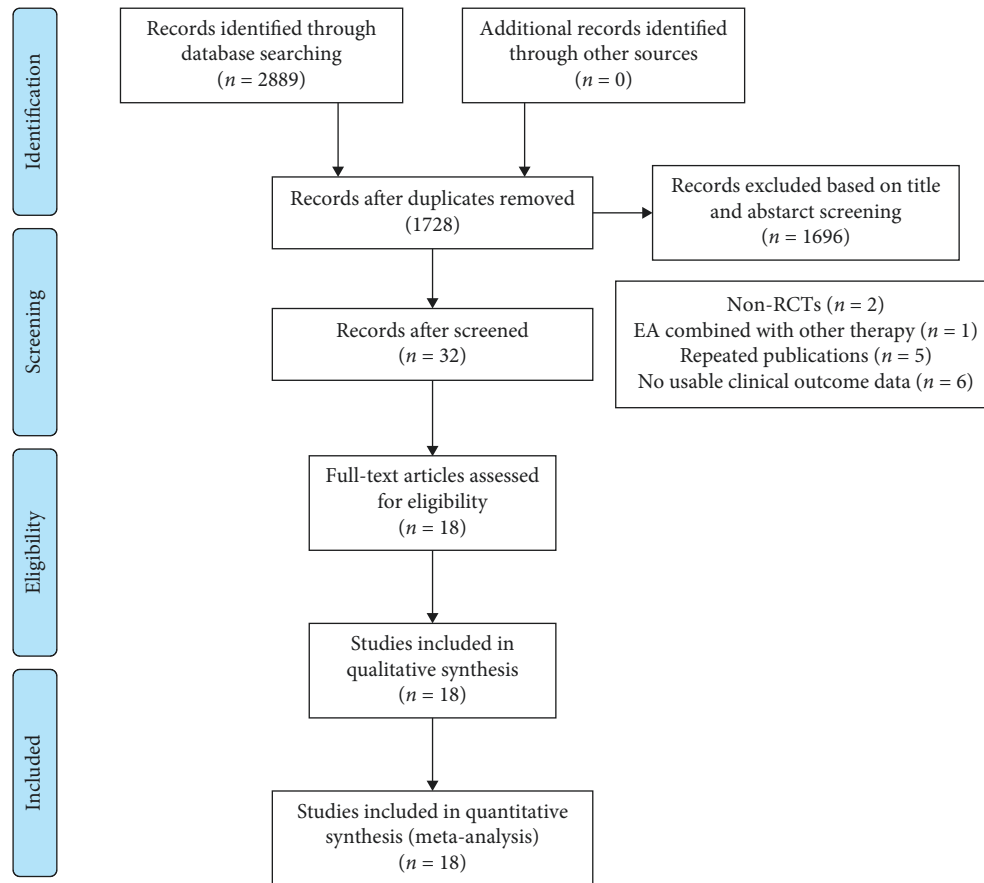 Identification
Records identified through
database searching
(n = 2889)
Additional records identified
through other sources
(n = 0)
Records after duplicates removed
(1728)
Records excluded based on title
and abstarct screening
(n = 1696)
Screening
Records after screened
(n = 32)
Non-RCTs (n = 2)
EA combined with other therapy (n = 1)
Repeated publications (n = 5)
No usable clinical outcome data (n = 6)
Eligibility
Full-text articles assessed
for eligibility
(n = 18)
Studies included in
qualitative synthesis
(n = 18)
Included
Studies included in quantitative
synthesis (meta-analysis)
(n = 18)